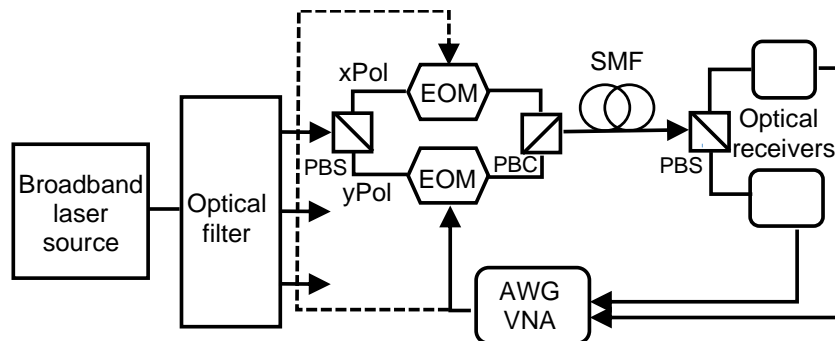 Broadband
laser
source
Optical
filter
PBS
xPol
yPol
EOM
EOM
PBC
SMF
PBS
Optical
receivers
AWG
VNA